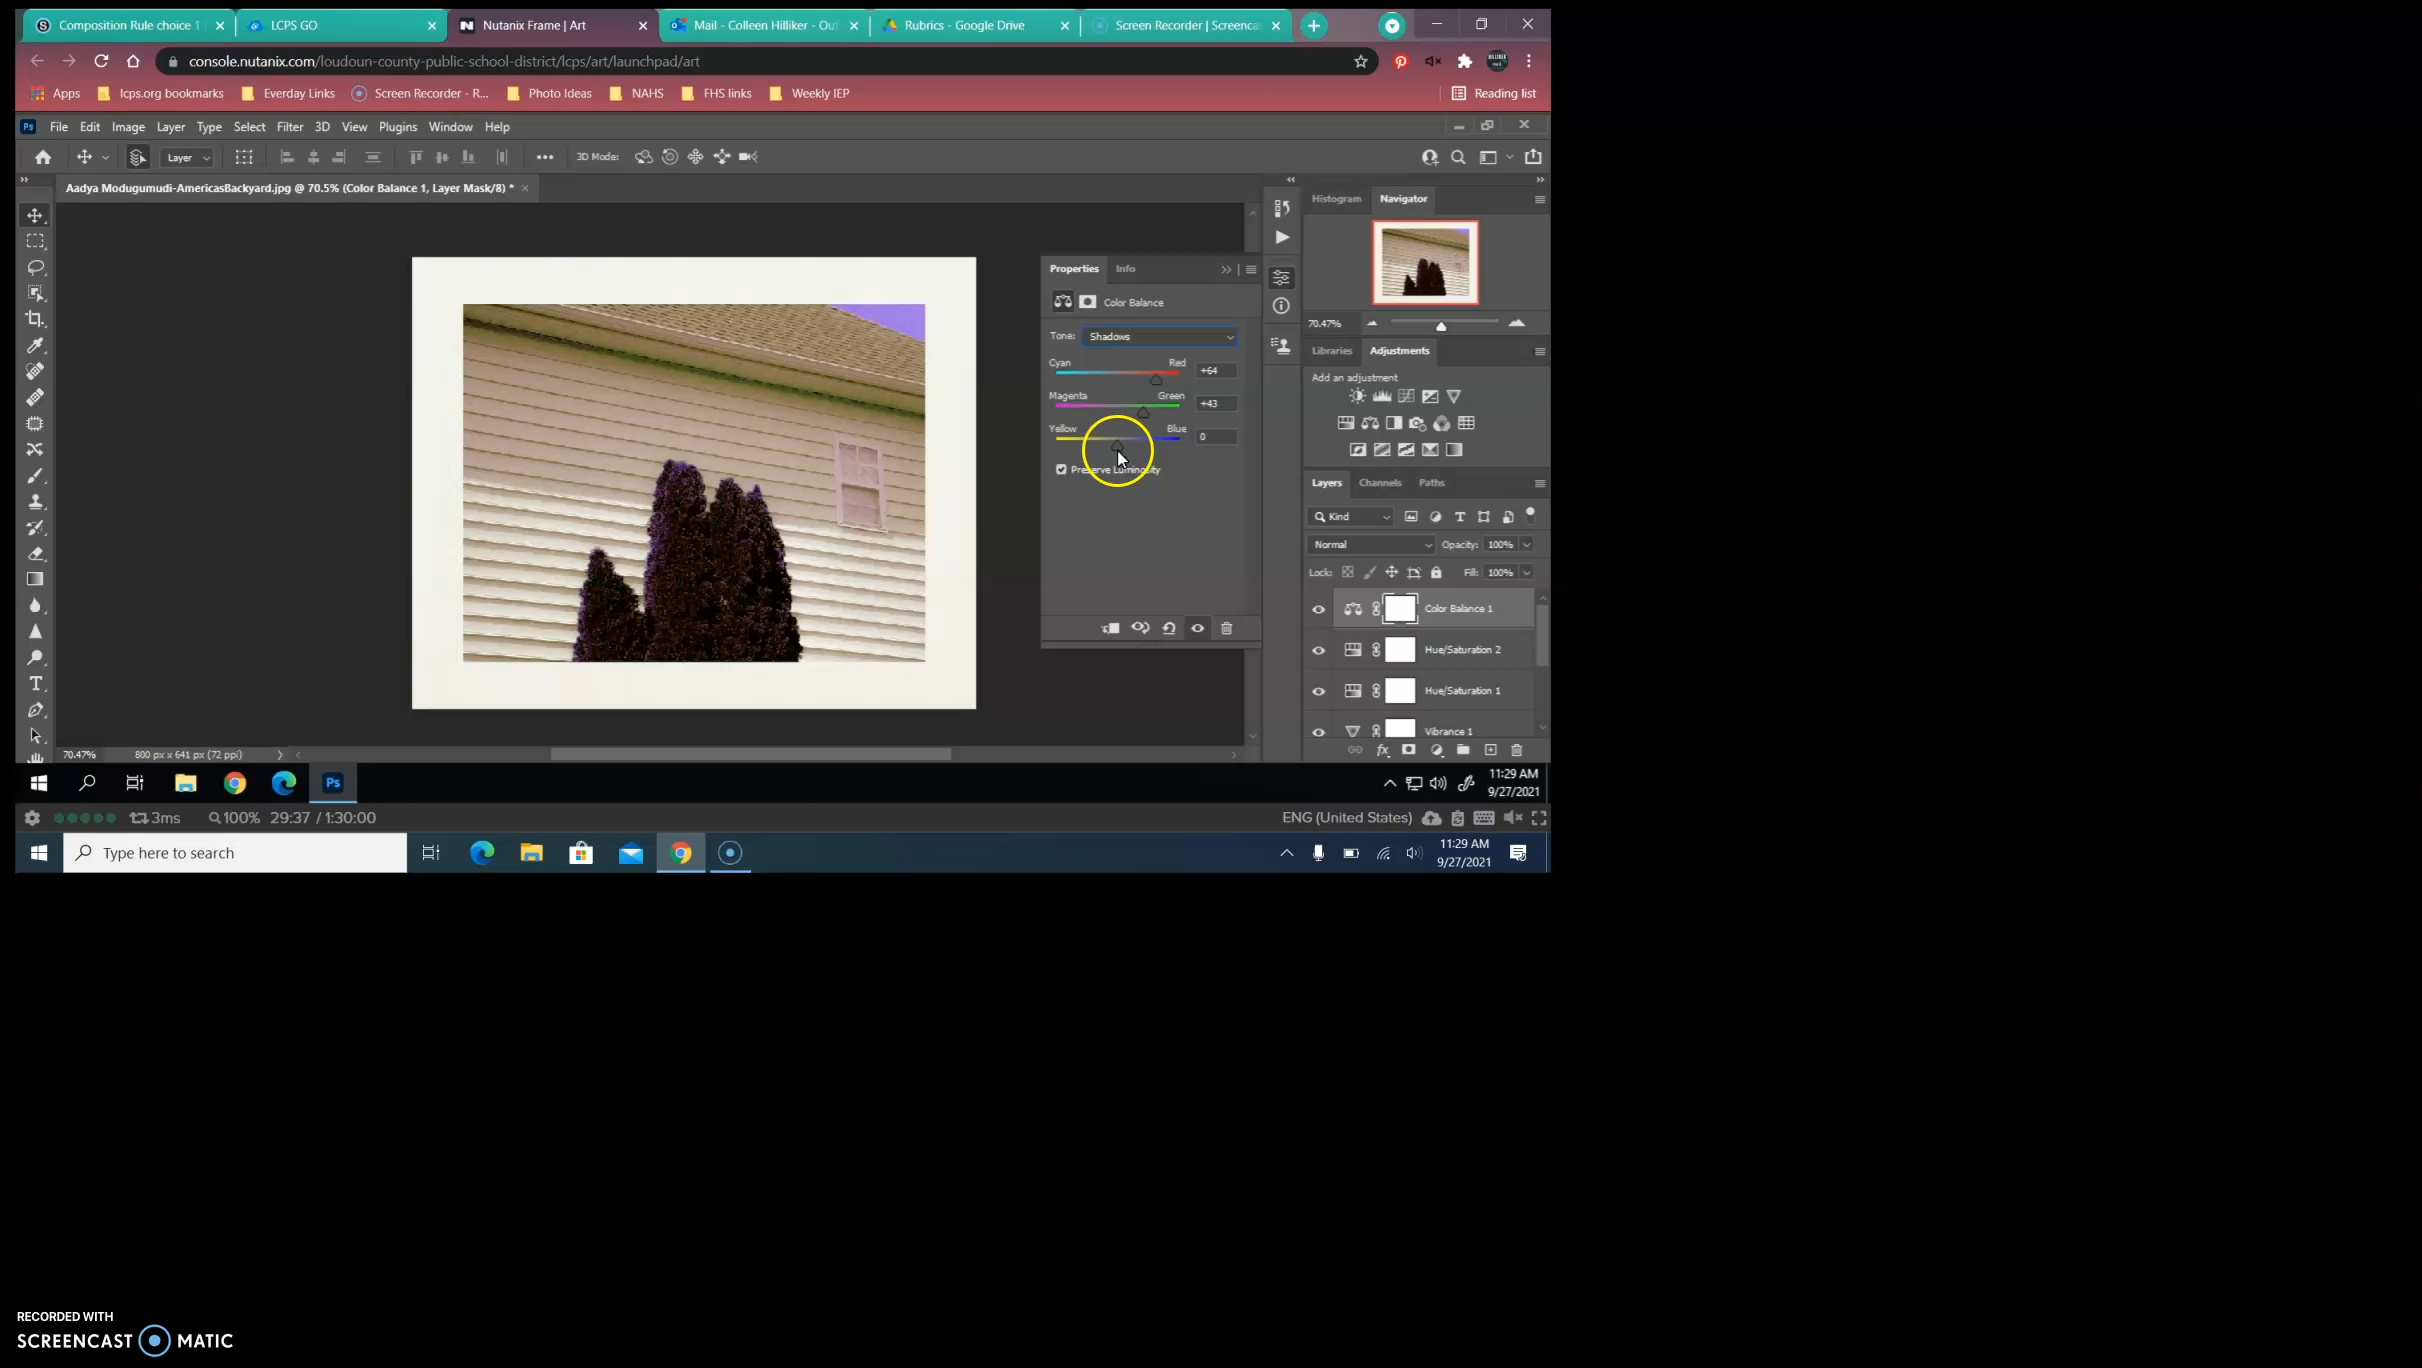 Composition Rule choice 1
LCPS GO
Nutanix Frame | Art
Mail - Colleen Hilliker - Out
Rubrics - Google Drive
Screen Recorder | Screenca
console.nutanix.com/loudoun-county-public-school-district/lcps/art/launchpad/art
Apps
lcps.org bookmarks
Everday Links
Screen Recorder - R...
Photo Ideas
NAHS
FHS links
Weekly IEP
Reading list
Ps
File
Edit
Image
Layer
Type
Select
Filter
3D
View
Plugins
Window
Help
Layer
3D Mode:
Aadya Modugumudi-AmericasBackyard.jpg @ 70.5% (Color Balance 1, Layer Mask/8) *
Histogram
Navigator
70.47%
Properties
Info
Color Balance
Tone:
Shadows
Cyan
Red
+64
Magenta
Green
+43
Yellow
Blue
0
Preserve Luminosity
Libraries
Adjustments
Add an adjustment
Layers
Channels
Paths
Kind
Normal
Opacity: 100%
Lock:
Fill: 100%
Color Balance 1
Hue/Saturation 2
Hue/Saturation 1
Vibrance 1
70.47%
800 px x 641 px (72 ppi)
Ps
11:29 AM
9/27/2021
3ms
100%
29:37 / 1:30:00
ENG (United States)
Type here to search
11:29 AM
9/27/2021
RECORDED WITH
SCREENCAST MATIC